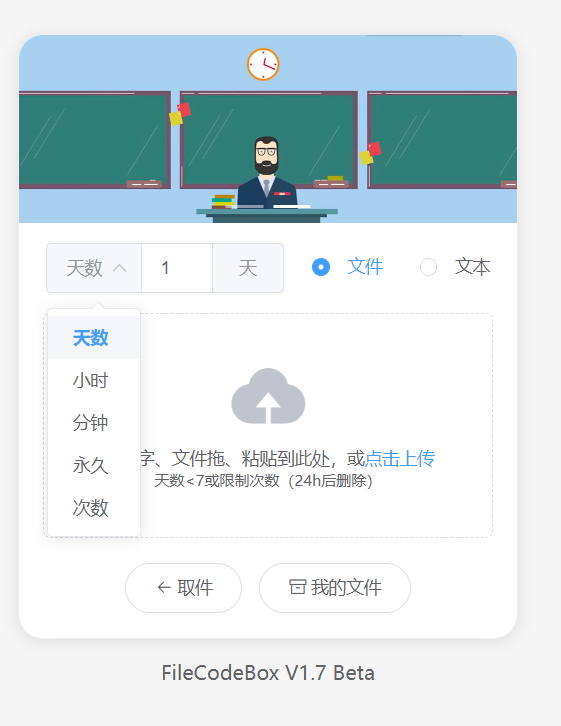 天数 1 天 文件 文本
天数
小时
分钟
永久
次数
字、文件拖、粘贴到此处，或点击上传
天数<7或限制次数（24h后删除）
取件 我的文件
FileCodeBox V1.7 Beta